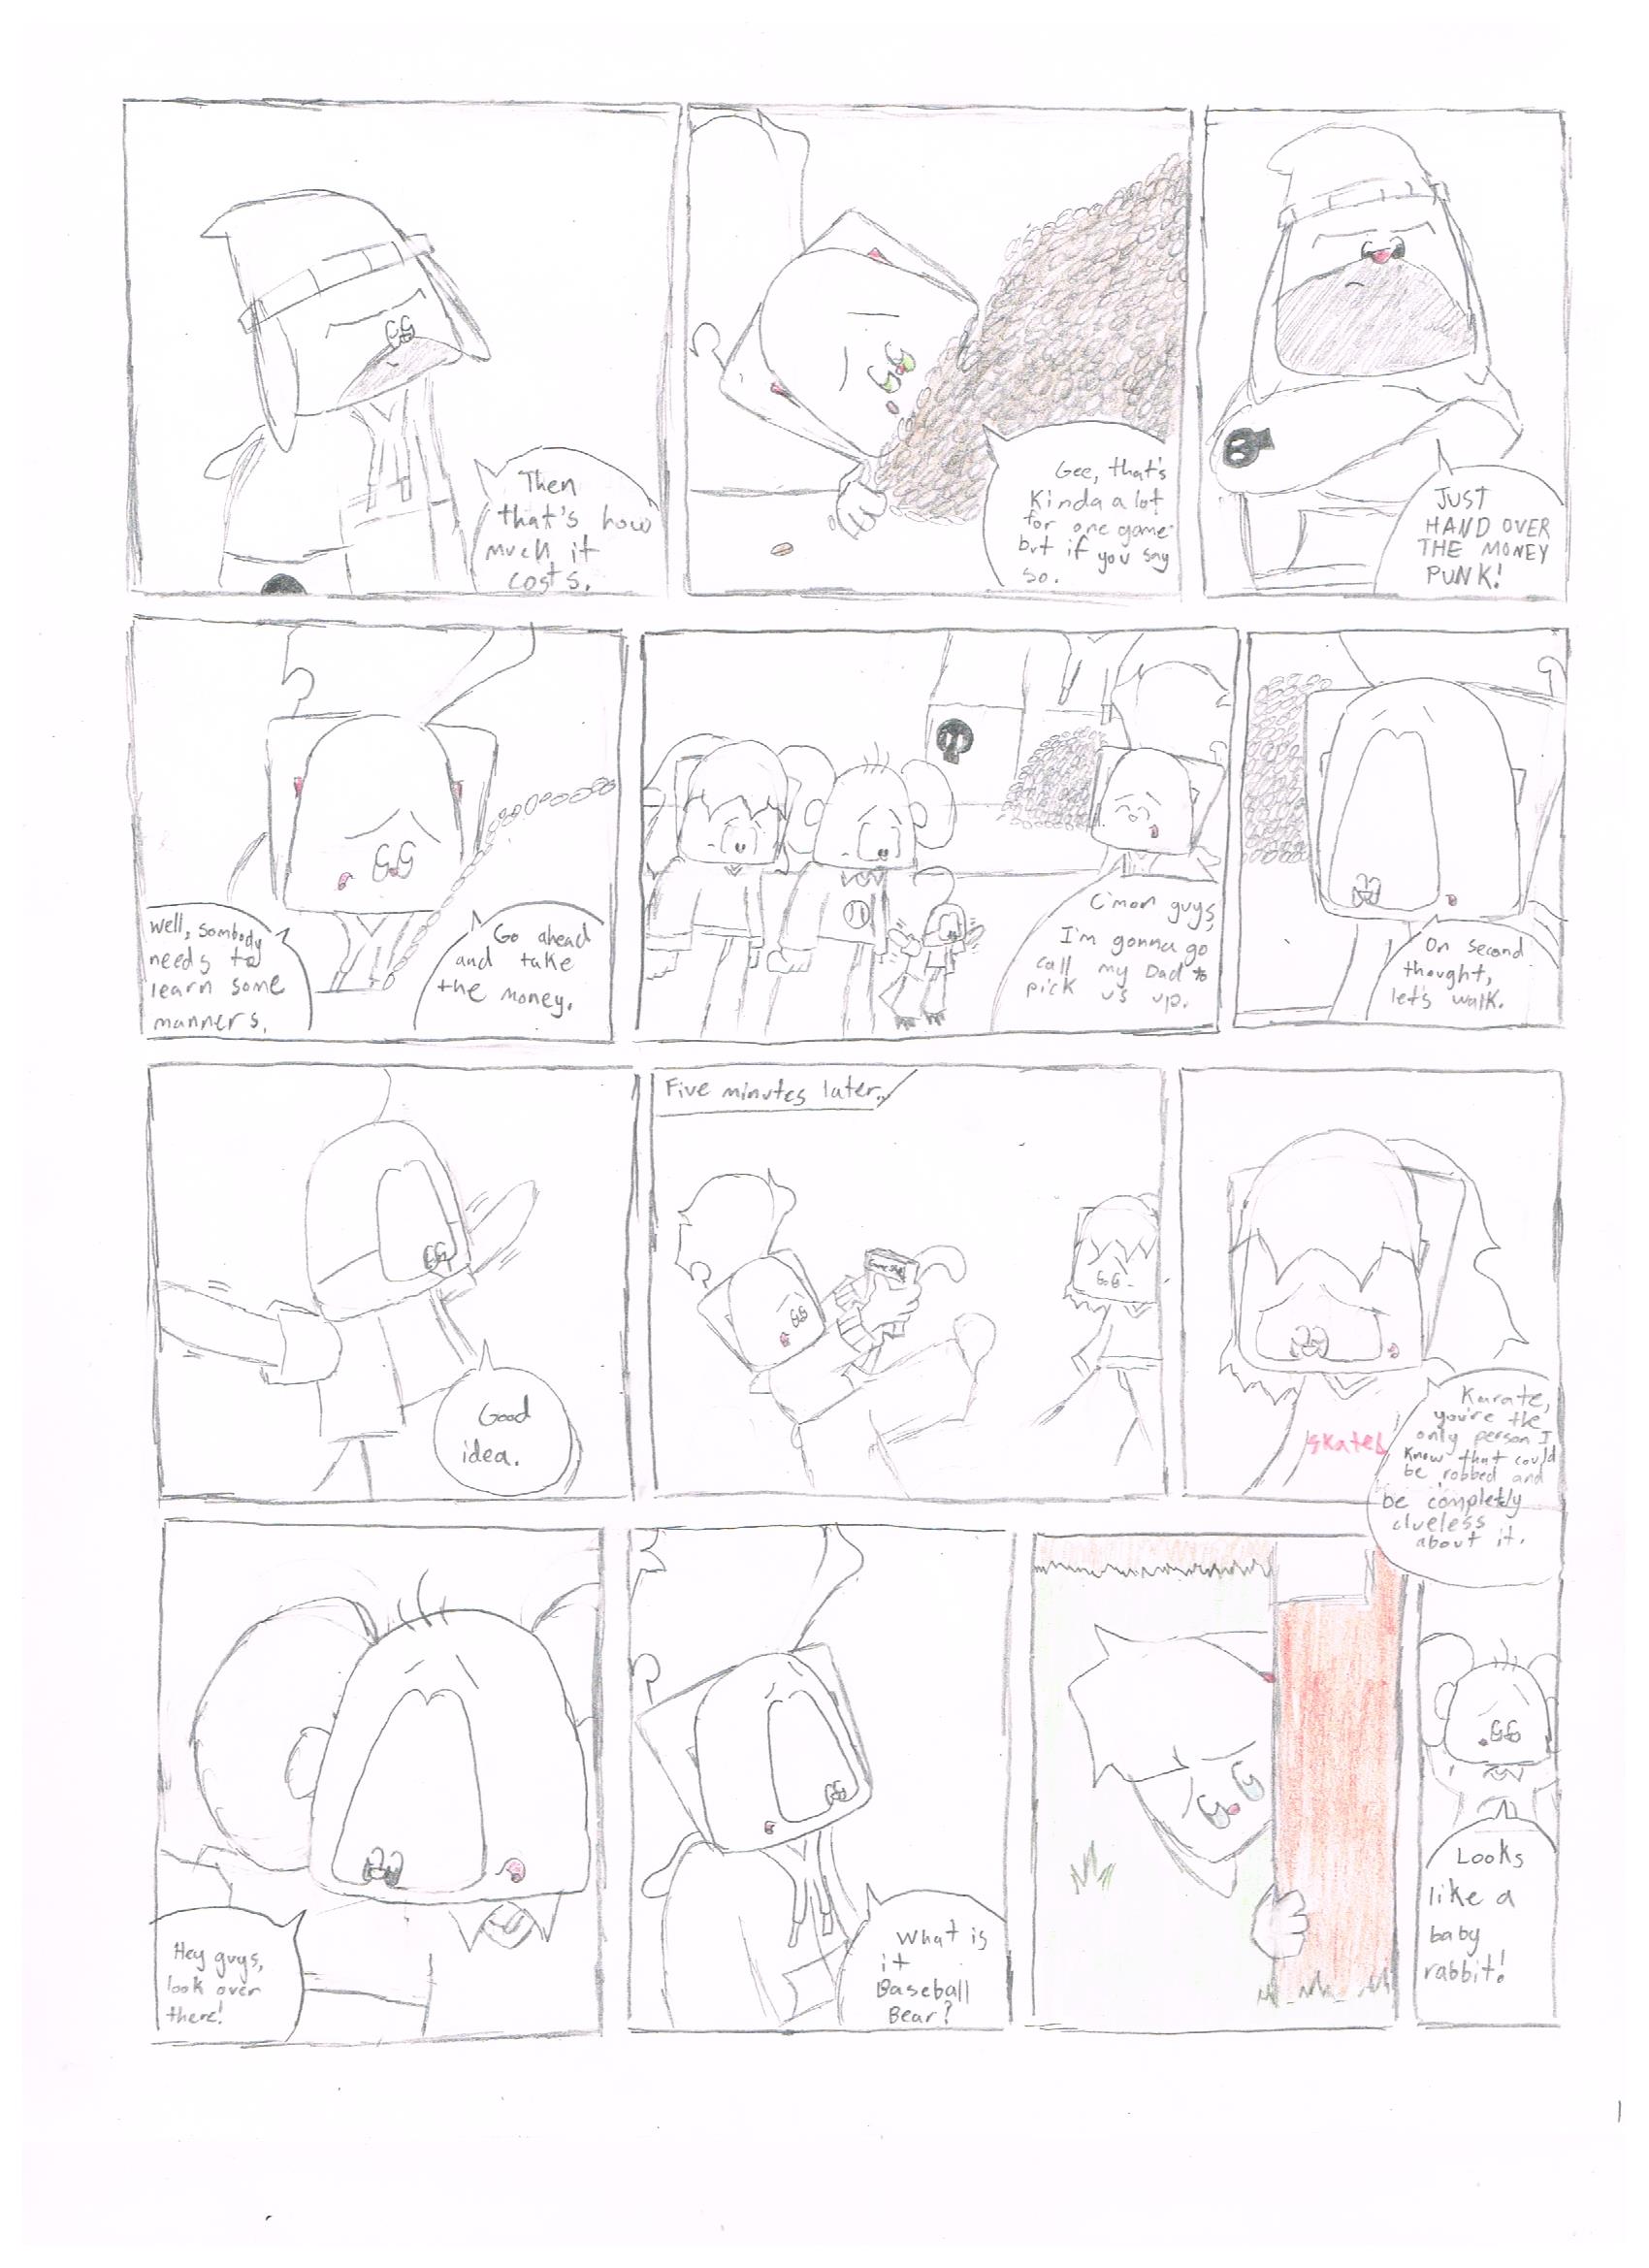 Then
that's how
much it
costs.
Gee, that's
kinda a lot
for one game
but if you say
so.
JUST
HAND OVER
THE MONEY
PUNK!
Well, sombody
needs to
learn some
manners.
Go ahead
and take
the money.
C'mon guys,
I'm gonna go
call my Dad to
pick us up.
On second
thought,
let's walk.
Good
idea.
Five minutes later..
Karate,
you're the
only person I
know that could
be robbed and
be completly
clueless
about it.
skates
Hey guys,
look over
there!
What is
it
Baseball
Bear?
Looks
like a
baby
rabbit!